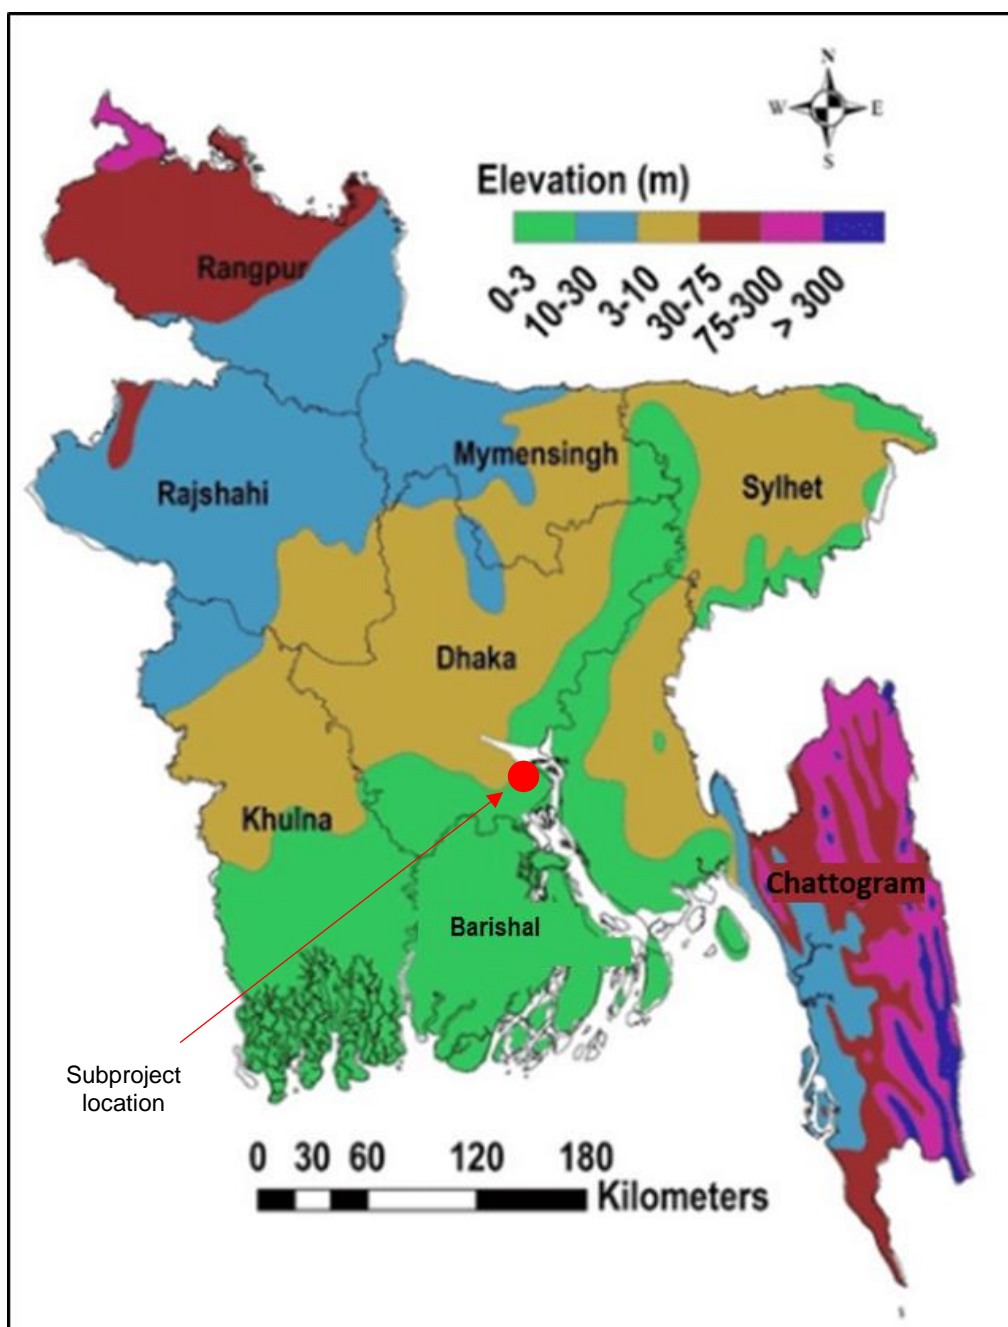 N
W E
S
Elevation (m)
0-3
10-30
3-10
30-75
75-300
> 300
Rangpur
Mymensingh
Rajshahi
Sylhet
Dhaka
Khulna
Chattogram
Barishal
Subproject
location
0 30 60 120 180
Kilometers